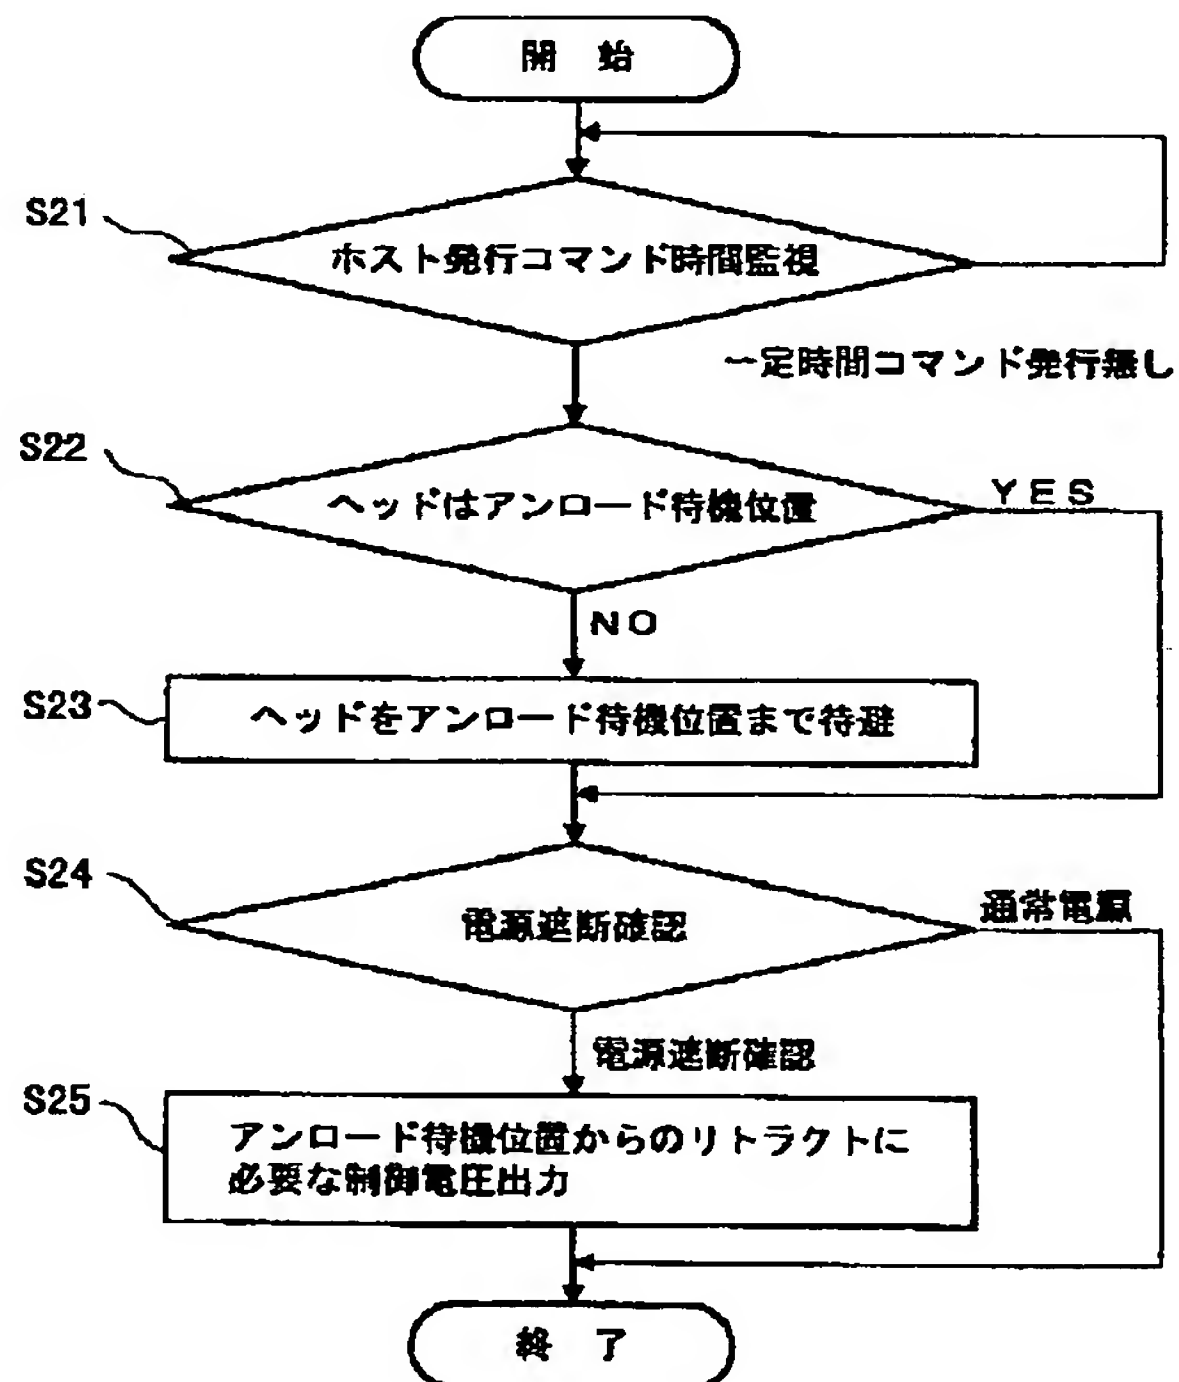 開 始
S21
ホスト発行コマンド時間監視
一定時間コマンド発行無し
S22
ヘッドはアンロード待機位置
YES
NO
S23
ヘッドをアンロード待機位置まで待避
S24
電源遮断確認
通常電源
電源遮断確認
S25
アンロード待機位置からのリトラクトに
必要な制御電圧出力
終 了